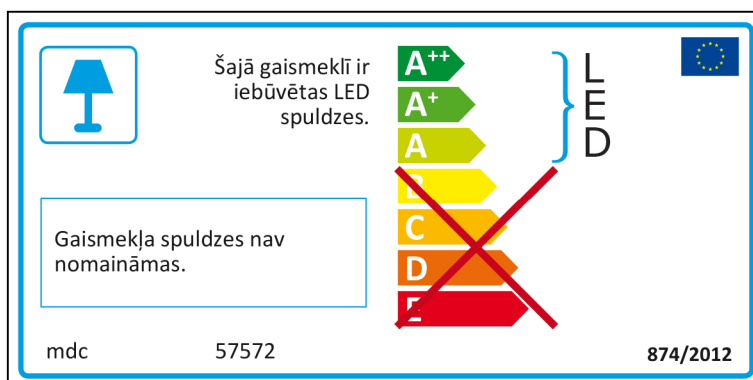 Šajā gaismeklī ir
iebūvētas LED
spuldzes.
A++
A+
A
B
C
D
E
L
E
D
Gaismekļa spuldzes nav
nomaināmas.
mdc 57572 874/2012